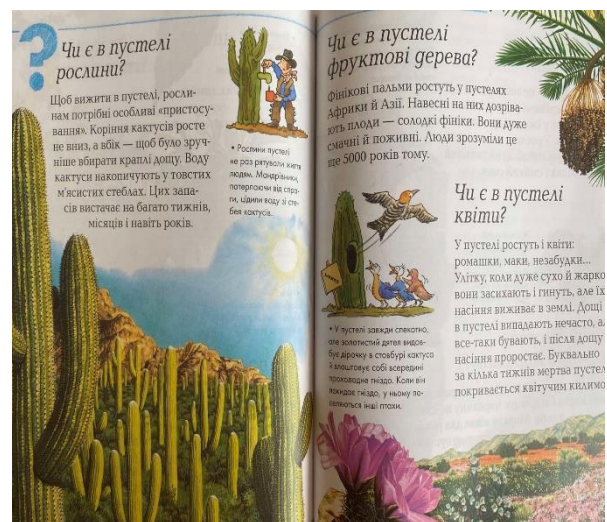 ?
Чи є в пустелі
рослини?
Щоб вижити в пустелі, росли-
нам потрібні особливі «пристосу-
вання». Коріння кактусів росте
не вниз, а вбік — щоб було зруч-
ніше вбирати краплі дощу. Воду
кактуси накопичують у товстих
м'ясистих стеблах. Цих запа-
сів вистачає на багато тижнів,
місяців і навіть років.
• Рослини пустелі
не раз рятували життя
людям. Мандрівники,
потерпаючи від спра-
ги, цідили воду зі сте-
бел кактусів.
Чи є в пустелі
фруктові дерева?
Фінікові пальми ростуть у пустелях
Африки й Азії. Навесні на них дозріва-
ють плоди — солодкі фініки. Вони дуже
смачні й поживні. Люди зрозуміли це
ще 5000 років тому.
• У пустелі завжди спекотно,
але золотистий дятел видов-
бує дірочку в стовбурі кактуса
й влаштовує собі всередині
прохолодне гніздо. Коли він
покидає гніздо, у ньому по-
селяються інші птахи.
Чи є в пустелі
квіти?
У пустелі ростуть і квіти:
ромашки, маки, незабудки...
Улітку, коли дуже сухо й жарко,
вони засихають і гинуть, але їх
насіння виживає в землі. Дощі
в пустелі випадають нечасто, а
все-таки бувають, і після дощу
насіння проростає. Буквально
за кілька тижнів мертва пустел
покривається квітучим килимо